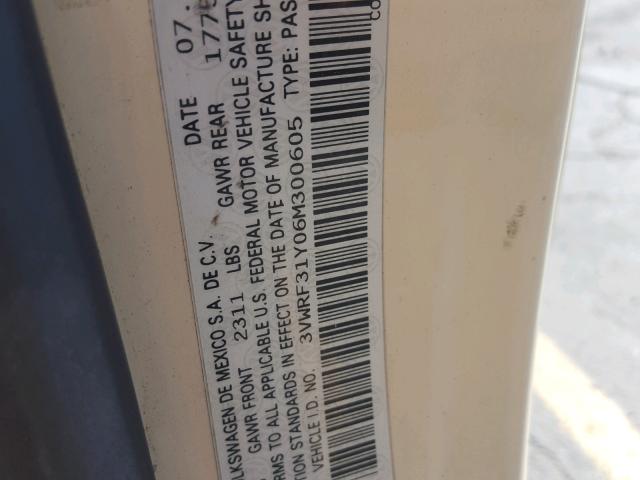 LKSWAGEN DE MEXICO S.A. DE C.V. DATE 07.
GAWR FRONT 2311 LBS GAWR REAR 177
RMS TO ALL APPLICABLE U.S. FEDERAL MOTOR VEHICLE SAFETY
TION STANDARDS IN EFFECT ON THE DATE OF MANUFACTURE SH
VEHICLE I.D. NO. 3VWRF31Y06M300605 TYPE: PAS
CO